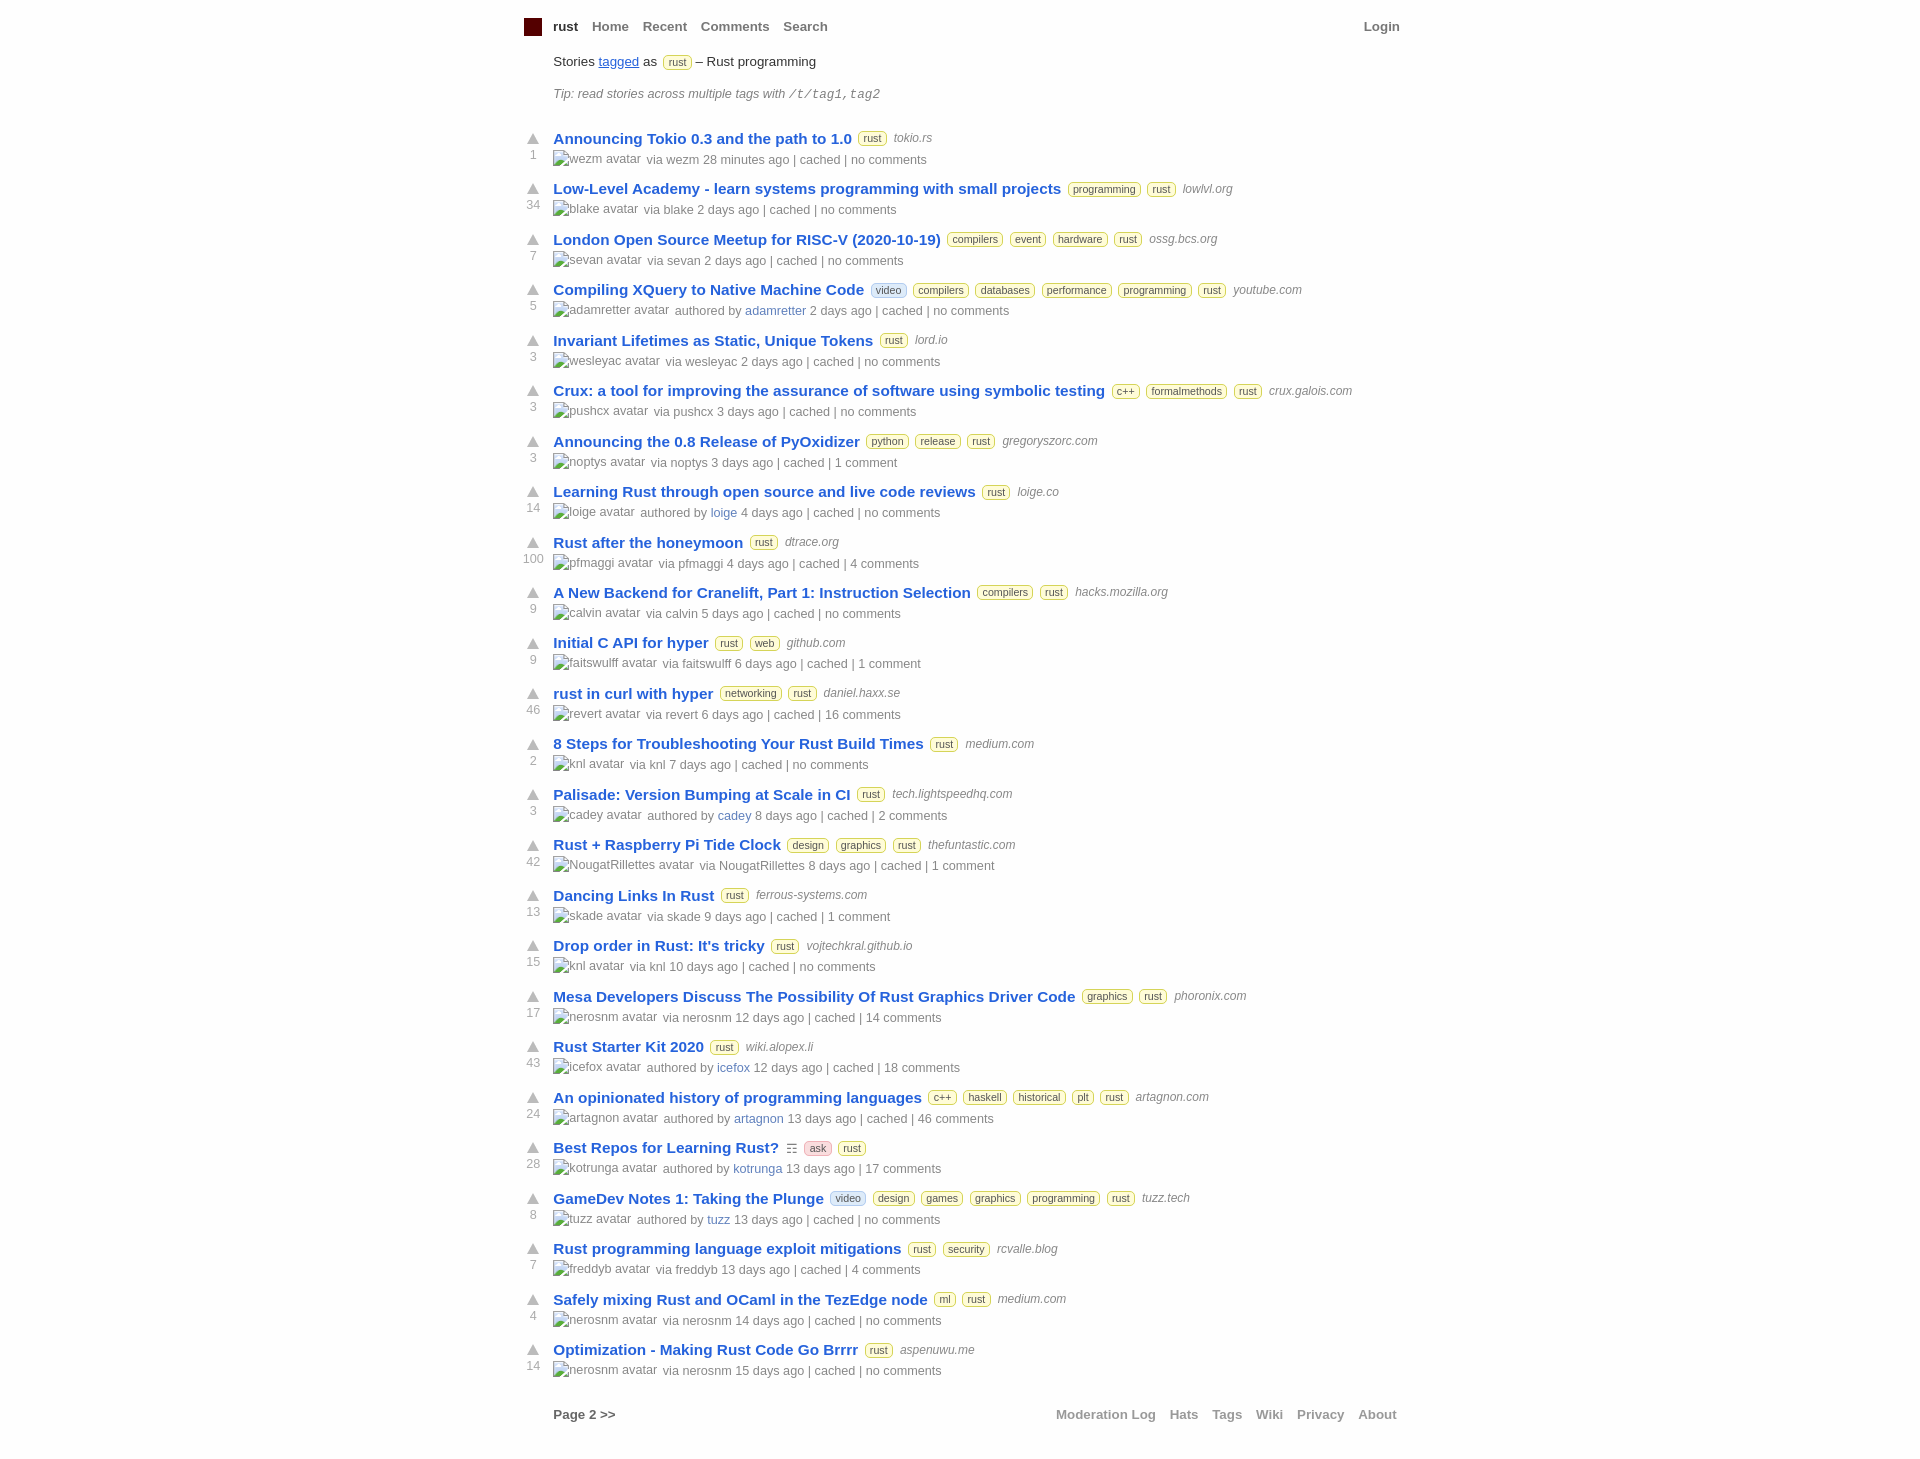 rust Home Recent Comments Search Login
Stories tagged as rust – Rust programming
Tip: read stories across multiple tags with /t/tag1,tag2
Announcing Tokio 0.3 and the path to 1.0 rust tokio.rs
1 wezm avatar via wezm 28 minutes ago | cached | no comments
Low-Level Academy - learn systems programming with small projects programming rust lowlvl.org
34 blake avatar via blake 2 days ago | cached | no comments
London Open Source Meetup for RISC-V (2020-10-19) compilers event hardware rust ossg.bcs.org
7 sevan avatar via sevan 2 days ago | cached | no comments
Compiling XQuery to Native Machine Code video compilers databases performance programming rust youtube.com
5 adamretter avatar authored by adamretter 2 days ago | cached | no comments
Invariant Lifetimes as Static, Unique Tokens rust lord.io
3 wesleyac avatar via wesleyac 2 days ago | cached | no comments
Crux: a tool for improving the assurance of software using symbolic testing c++ formalmethods rust crux.galois.com
3 pushcx avatar via pushcx 3 days ago | cached | no comments
Announcing the 0.8 Release of PyOxidizer python release rust gregoryszorc.com
3 noptys avatar via noptys 3 days ago | cached | 1 comment
Learning Rust through open source and live code reviews rust loige.co
14 loige avatar authored by loige 4 days ago | cached | no comments
Rust after the honeymoon rust dtrace.org
100 pfmaggi avatar via pfmaggi 4 days ago | cached | 4 comments
A New Backend for Cranelift, Part 1: Instruction Selection compilers rust hacks.mozilla.org
9 calvin avatar via calvin 5 days ago | cached | no comments
Initial C API for hyper rust web github.com
9 faitswulff avatar via faitswulff 6 days ago | cached | 1 comment
rust in curl with hyper networking rust daniel.haxx.se
46 revert avatar via revert 6 days ago | cached | 16 comments
8 Steps for Troubleshooting Your Rust Build Times rust medium.com
2 knl avatar via knl 7 days ago | cached | no comments
Palisade: Version Bumping at Scale in CI rust tech.lightspeedhq.com
3 cadey avatar authored by cadey 8 days ago | cached | 2 comments
Rust + Raspberry Pi Tide Clock design graphics rust thefuntastic.com
42 NougatRillettes avatar via NougatRillettes 8 days ago | cached | 1 comment
Dancing Links In Rust rust ferrous-systems.com
13 skade avatar via skade 9 days ago | cached | 1 comment
Drop order in Rust: It's tricky rust vojtechkral.github.io
15 knl avatar via knl 10 days ago | cached | no comments
Mesa Developers Discuss The Possibility Of Rust Graphics Driver Code graphics rust phoronix.com
17 nerosnm avatar via nerosnm 12 days ago | cached | 14 comments
Rust Starter Kit 2020 rust wiki.alopex.li
43 icefox avatar authored by icefox 12 days ago | cached | 18 comments
An opinionated history of programming languages c++ haskell historical plt rust artagnon.com
24 artagnon avatar authored by artagnon 13 days ago | cached | 46 comments
Best Repos for Learning Rust? ☶ ask rust
28 kotrunga avatar authored by kotrunga 13 days ago | 17 comments
GameDev Notes 1: Taking the Plunge video design games graphics programming rust tuzz.tech
8 tuzz avatar authored by tuzz 13 days ago | cached | no comments
Rust programming language exploit mitigations rust security rcvalle.blog
7 freddyb avatar via freddyb 13 days ago | cached | 4 comments
Safely mixing Rust and OCaml in the TezEdge node ml rust medium.com
4 nerosnm avatar via nerosnm 14 days ago | cached | no comments
Optimization - Making Rust Code Go Brrrr rust aspenuwu.me
14 nerosnm avatar via nerosnm 15 days ago | cached | no comments
Page 2 >> Moderation Log Hats Tags Wiki Privacy About